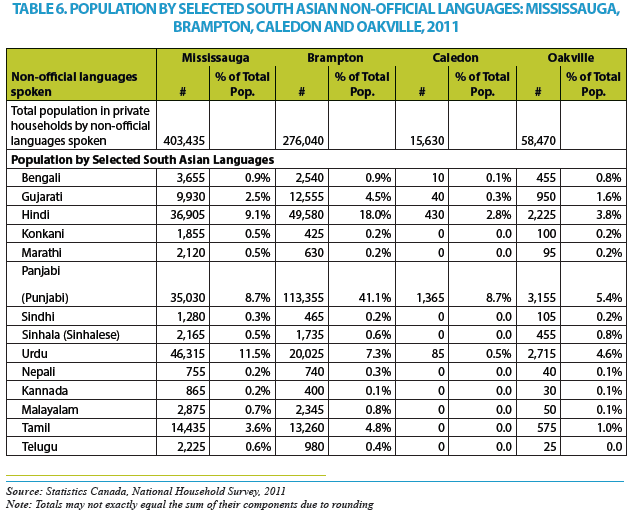 TABLE 6. POPULATION BY SELECTED SOUTH ASIAN NON-OFFICIAL LANGUAGES: MISSISSAUGA,
BRAMPTON, CALEDON AND OAKVILLE, 2011
Mississauga Brampton Caledon Oakville
Non-official languages spoken # % of Total Pop. # % of Total Pop. # % of Total Pop. # % of Total Pop.
Total population in private
households by non-official
languages spoken 403,435 276,040 15,630 58,470
Population by Selected South Asian Languages
Bengali 3,655 0.9% 2,540 0.9% 10 0.1% 455 0.8%
Gujarati 9,930 2.5% 12,555 4.5% 40 0.3% 950 1.6%
Hindi 36,905 9.1% 49,580 18.0% 430 2.8% 2,225 3.8%
Konkani 1,855 0.5% 425 0.2% 0 0.0 100 0.2%
Marathi 2,120 0.5% 630 0.2% 0 0.0 95 0.2%
Panjabi
(Punjabi) 35,030 8.7% 113,355 41.1% 1,365 8.7% 3,155 5.4%
Sindhi 1,280 0.3% 465 0.2% 0 0.0 105 0.2%
Sinhala (Sinhalese) 2,165 0.5% 1,735 0.6% 0 0.0 455 0.8%
Urdu 46,315 11.5% 20,025 7.3% 85 0.5% 2,715 4.6%
Nepali 755 0.2% 740 0.3% 0 0.0 40 0.1%
Kannada 865 0.2% 400 0.1% 0 0.0 30 0.1%
Malayalam 2,875 0.7% 2,345 0.8% 0 0.0 50 0.1%
Tamil 14,435 3.6% 13,260 4.8% 0 0.0 575 1.0%
Telugu 2,225 0.6% 980 0.4% 0 0.0 25 0.0
Source: Statistics Canada, National Household Survey, 2011
Note: Totals may not exactly equal the sum of their components due to rounding